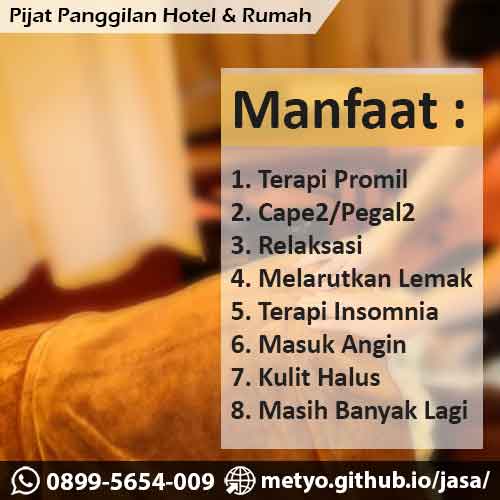 Pijat Panggilan Hotel & Rumah
Manfaat :
1. Terapi Promil
2. Cape2/Pegal2
3. Relaksasi
4. Melarutkan Lemak
5. Terapi Insomnia
6. Masuk Angin
7. Kulit Halus
8. Masih Banyak Lagi
0899-5654-009 metyo.github.io/jasa/